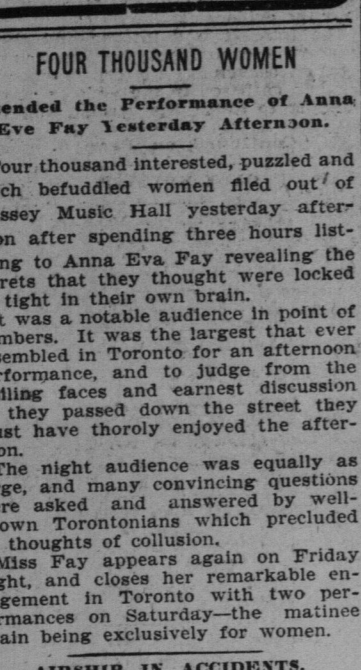 FOUR THOUSAND WOMEN
ended the Performance of Anna
Eve Fay Yesterday Afternoon.
our thousand interested, puzzled and
ch befuddled women filed out of
ssey Music Hall yesterday after-
on after spending three hours list-
ng to Anna Eva Fay revealing the
rets that they thought were locked
tight in their own brain.
t was a notable audience in point of
mbers. It was the largest that ever
sembled in Toronto for an afternoon
rformance, and to judge from the
iling faces and earnest discussion
they passed down the street they
ust have thoroly enjoyed the after-
on.
The night audience was equally as
ge, and many convincing questions
re asked and answered by well-
own Torontonians which precluded
thoughts of collusion.
Miss Fay appears again on Friday
ght, and closes her remarkable en-
gement in Toronto with two per-
rmances on Saturday—the matinee
ain being exclusively for women.
AIRSHIP IN ACCIDENTS.